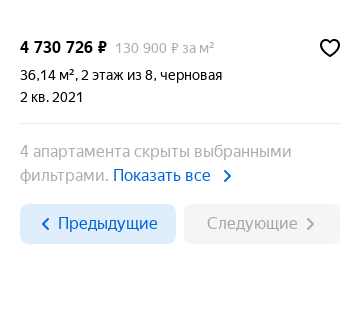 4 730 726 ₽ 130 900 ₽ за м²
36,14 м², 2 этаж из 8, черновая
2 кв. 2021
4 апартамента скрыты выбранными
фильтрами. Показать все
Предыдущие Следующие